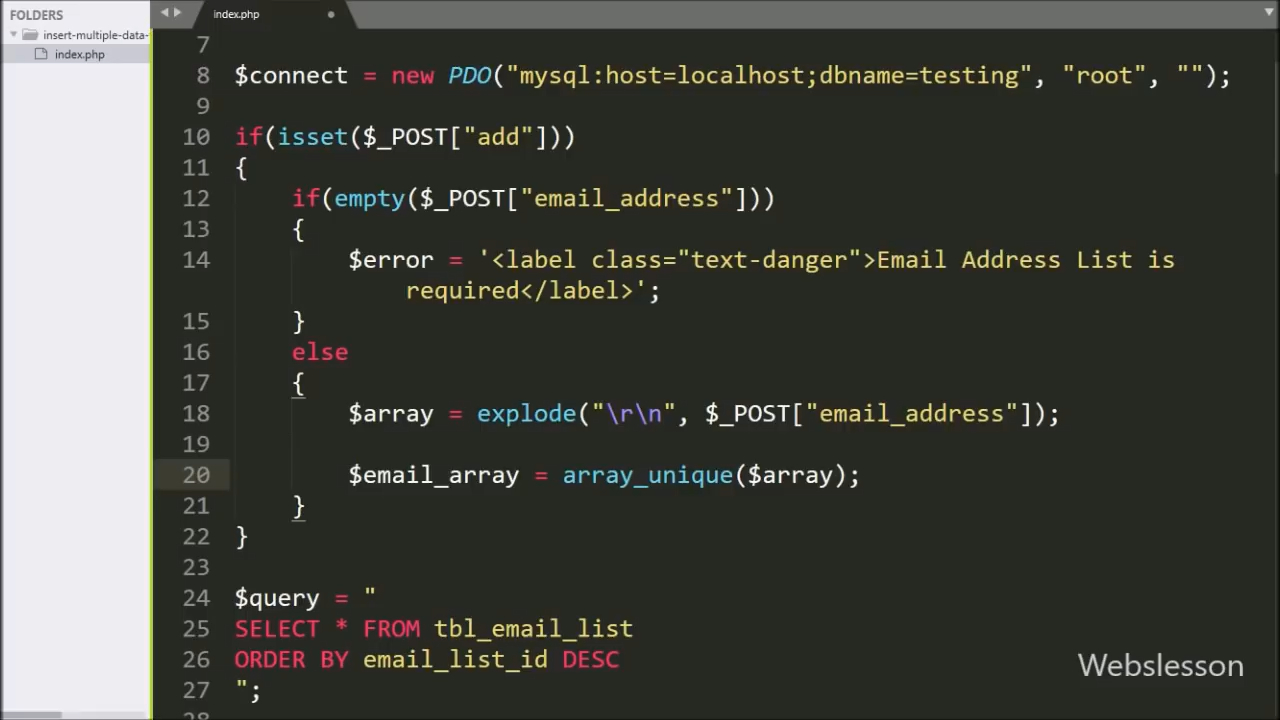 FOLDERS
insert-multiple-data-
index.php
index.php
7
8 $connect = new PDO("mysql:host=localhost;dbname=testing", "root", "");
9
10 if(isset($_POST["add"]))
11 {
12 if(empty($_POST["email_address"]))
13 {
14 $error = '<label class="text-danger">Email Address List is
required</label>';
15 }
16 else
17 {
18 $array = explode("\r\n", $_POST["email_address"]);
19
20 $email_array = array_unique($array);
21 }
22 }
23
24 $query = "
25 SELECT * FROM tbl_email_list
26 ORDER BY email_list_id DESC
27 ";
28
Webslesson